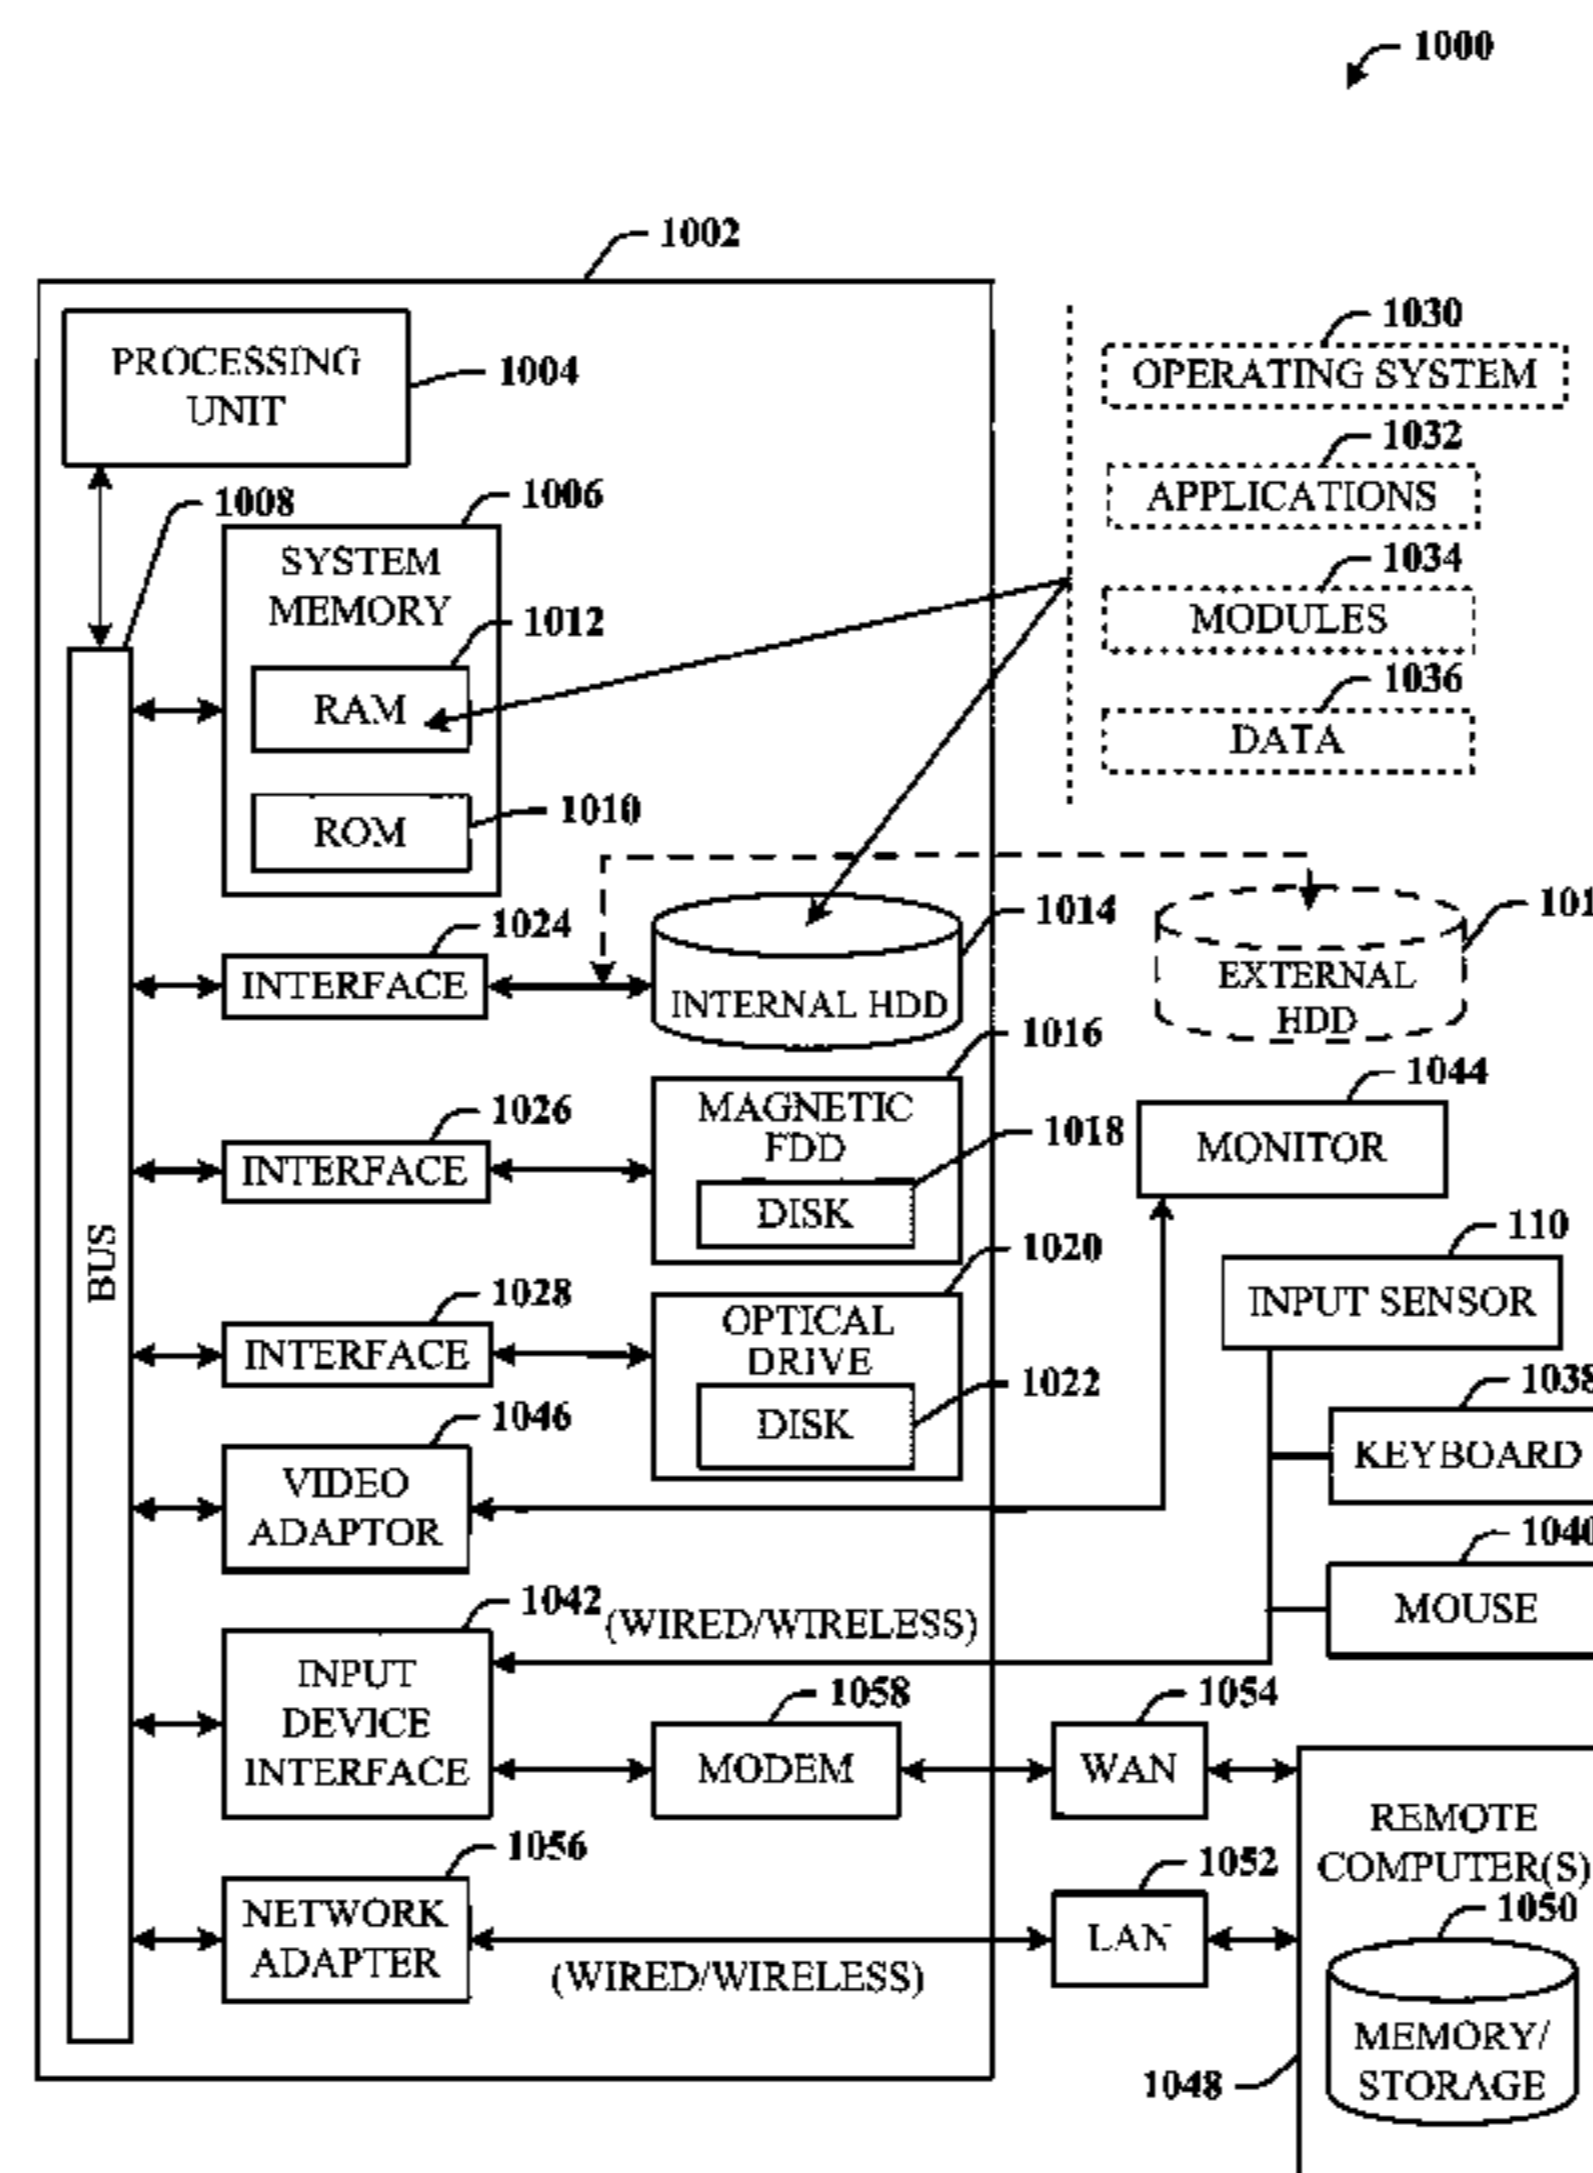 1000
1002
PROCESSING
UNIT
1004
1030
OPERATING SYSTEM
1032
APPLICATIONS
1034
MODULES
1036
DATA
1008
1006
SYSTEM
MEMORY
1012
RAM
1010
ROM
1024
INTERFACE
1014
INTERNAL HDD
EXTERNAL
HDD
1026
INTERFACE
1016
MAGNETIC
FDD
1018
DISK
1044
MONITOR
BUS
110
INPUT SENSOR
1028
INTERFACE
1020
OPTICAL
DRIVE
1022
DISK
1038
KEYBOARD
1046
VIDEO
ADAPTOR
1040
MOUSE
1042
(WIRED/WIRELESS)
INPUT
DEVICE
INTERFACE
1058
MODEM
1054
WAN
REMOTE
COMPUTER(S)
1056
NETWORK
ADAPTER
(WIRED/WIRELESS)
1052
LAN
1050
MEMORY/
STORAGE
1048